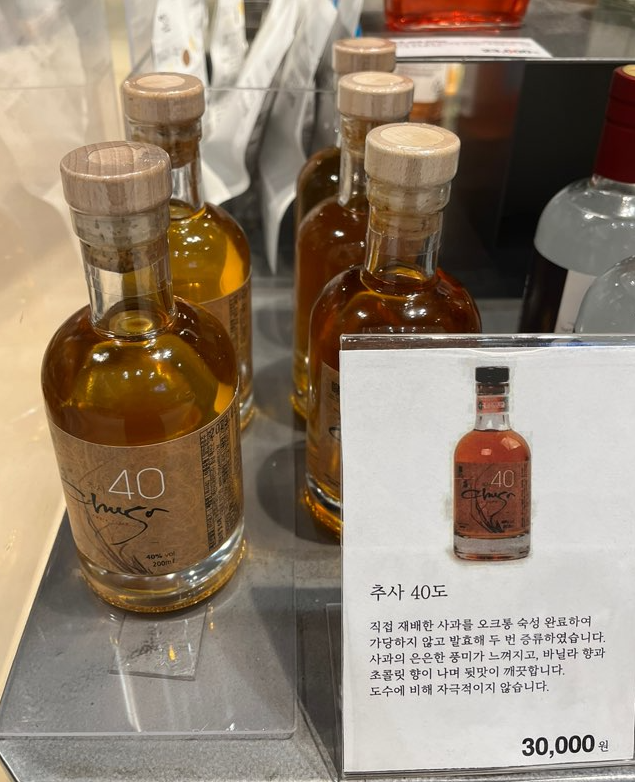 40
Chusa
40% vol
200ml
40
Chusa
추사 40도
직접 재배한 사과를 오크통 숙성 완료하여
가당하지 않고 발효해 두 번 증류하였습니다.
사과의 은은한 풍미가 느껴지고, 바닐라 향과
초콜릿 향이 나며 뒷맛이 깨끗합니다.
도수에 비해 자극적이지 않습니다.
30,000 원